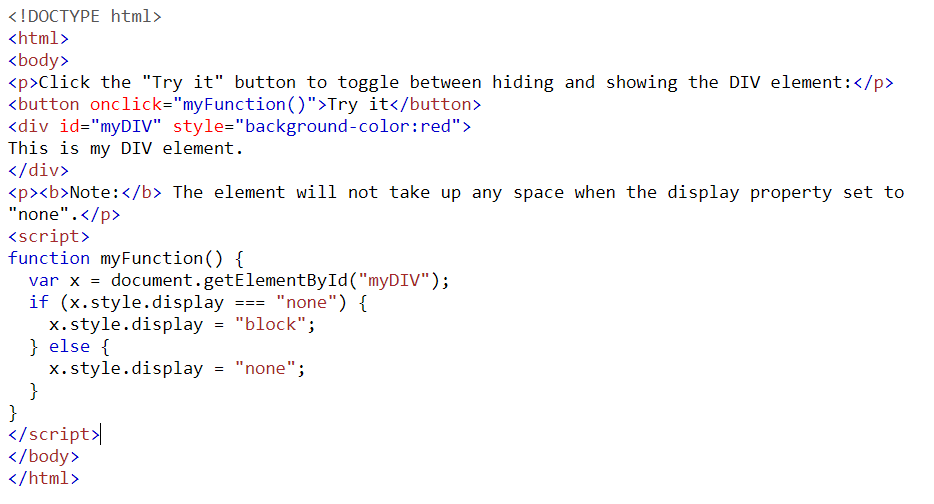 <!DOCTYPE html>
<html>
<body>
<p>Click the "Try it" button to toggle between hiding and showing the DIV element:</p>
<button onclick="myFunction()">Try it</button>
<div id="myDIV" style="background-color:red">
This is my DIV element.
</div>
<p><b>Note:</b> The element will not take up any space when the display property set to
"none".</p>
<script>
function myFunction() {
  var x = document.getElementById("myDIV");
  if (x.style.display === "none") {
    x.style.display = "block";
  } else {
    x.style.display = "none";
  }
}
</script>
</body>
</html>